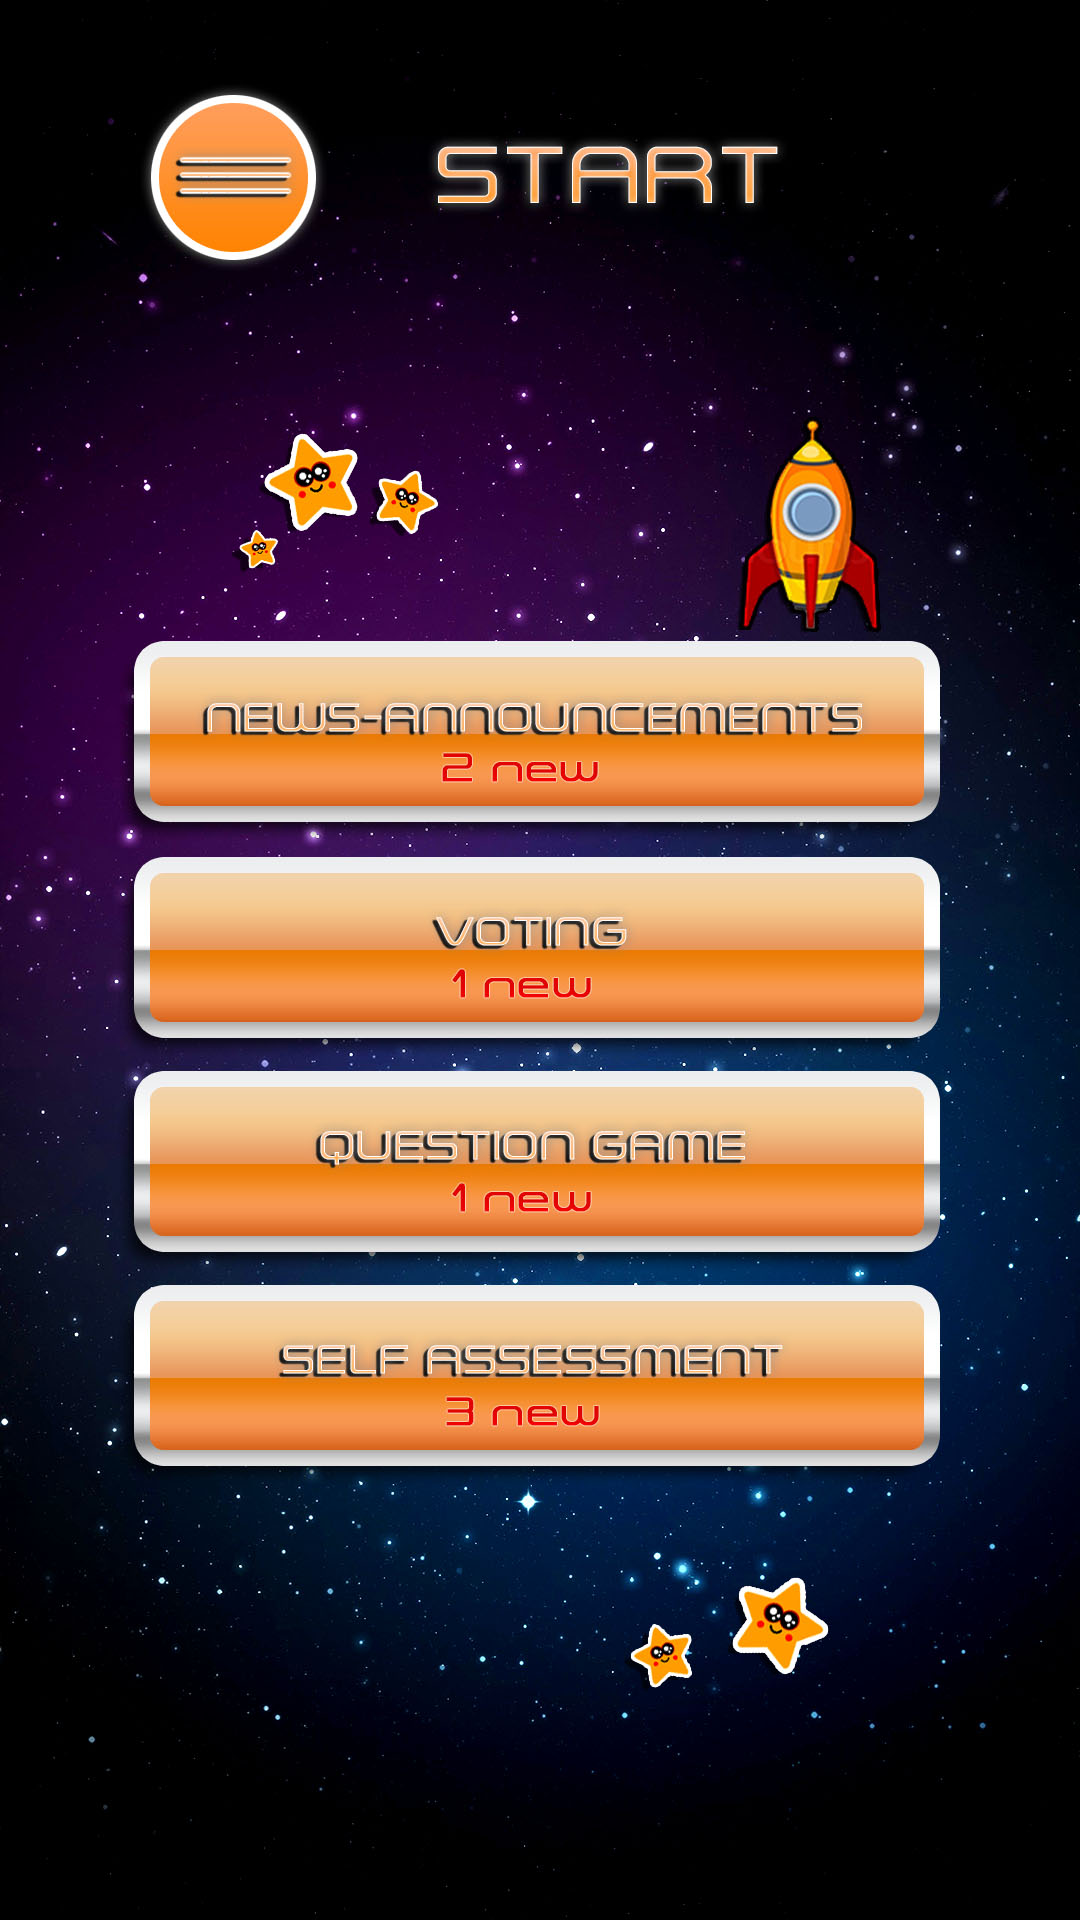 START
NEWS-ANNOUNCEMENTS
2 new
VOTING
1 new
QUESTION GAME
1 new
SELF ASSESSMENT
3 new